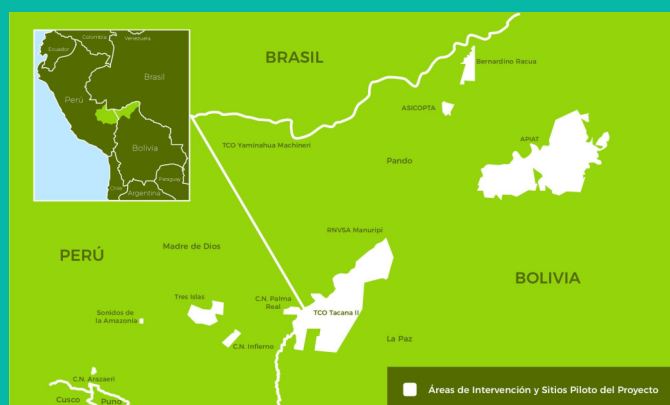 Colombia
Venezuela
Ecuador
Brasil
Perú
Bolivia
Paraguay
Chile
Argentina
BRASIL
Bernardino Racua
ASICOPTA
TCO Yaminahua Machineri
APIAT
Pando
RNVSA Manuripi
Madre de Dios
PERÚ
BOLIVIA
Tres Islas
C.N. Palma
Real
TCO Tacana II
Sonidos de
la Amazonía
C.N. Infierno
La Paz
C.N. Arazaeri
Cusco
Puno
Áreas de Intervención y Sitios Piloto del Proyecto